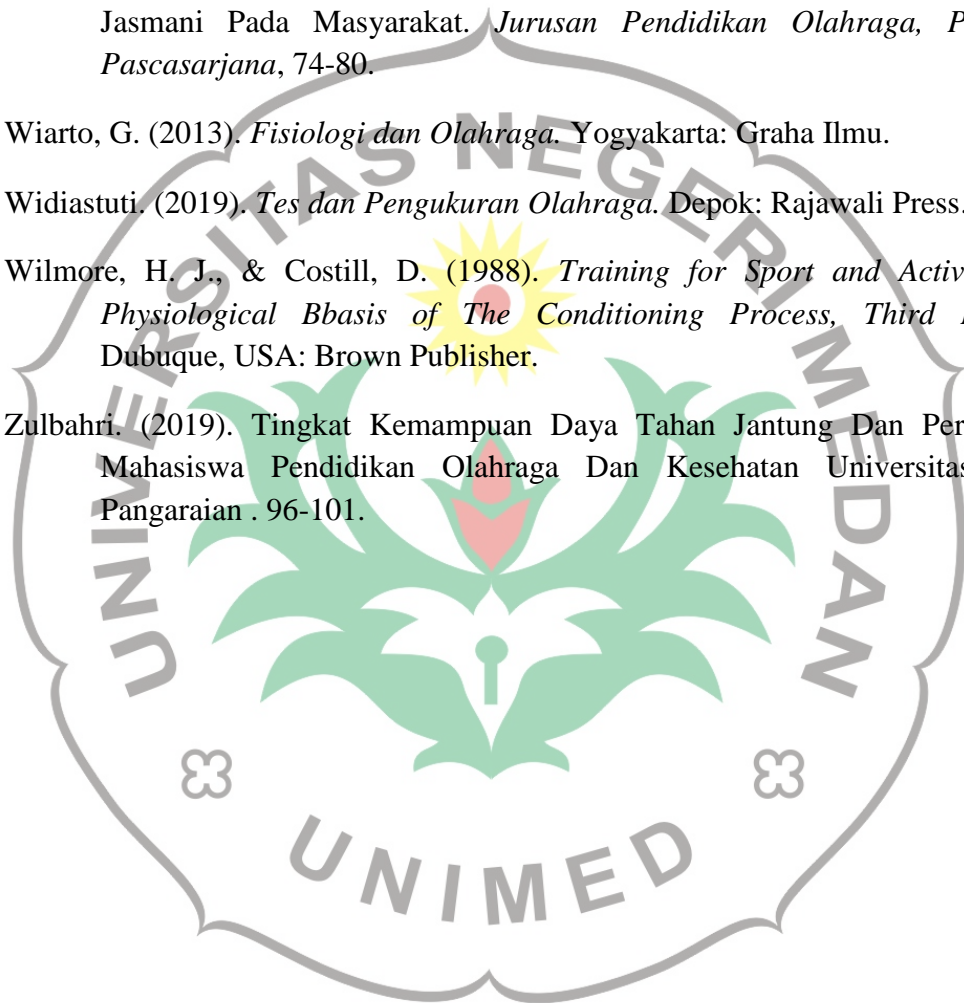 Jasmani Pada Masyarakat. Jurusan Pendidikan Olahraga, P
Pascasarjana, 74-80.
Wiarto, G. (2013). Fisiologi dan Olahraga. Yogyakarta: Graha Ilmu.
Widiastuti. (2019). Tes dan Pengukuran Olahraga. Depok: Rajawali Press.
Wilmore, H. J., & Costill, D. (1988). Training for Sport and Activ
Physiological Bbasis of The Conditioning Process, Third
Dubuque, USA: Brown Publisher.
Zulbahri. (2019). Tingkat Kemampuan Daya Tahan Jantung Dan Per
Mahasiswa Pendidikan Olahraga Dan Kesehatan Universitas
Pangaraian . 96-101.
UNIVERSITAS NEGERI MEDAN
UNIMED